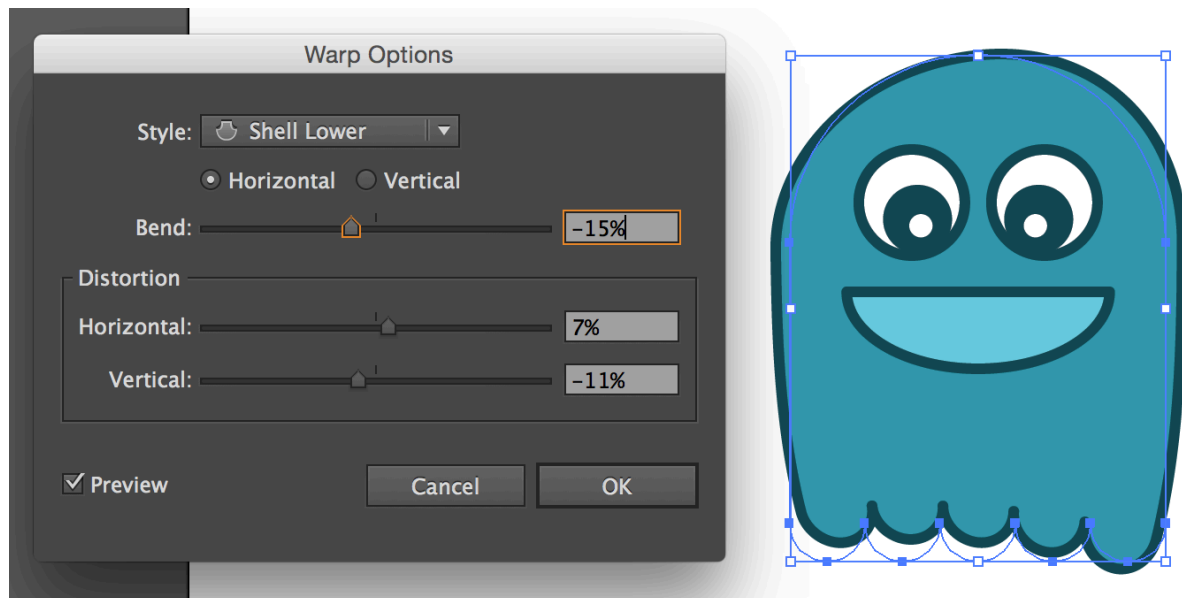 Warp Options
Style: Shell Lower
Horizontal Vertical
Bend: -15%
Distortion
Horizontal: 7%
Vertical: -11%
Preview Cancel OK